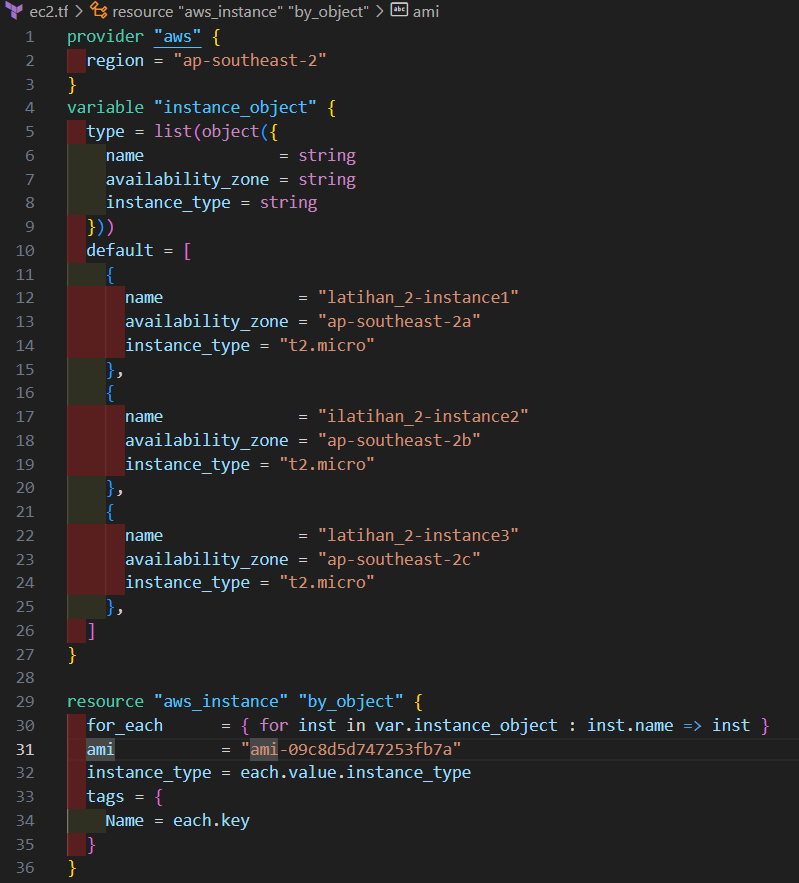 ec2.tf > resource "aws_instance" "by_object" > abc ami
1 provider "aws" {
2   region = "ap-southeast-2"
3 }
4 variable "instance_object" {
5   type = list(object({
6     name              = string
7     availability_zone = string
8     instance_type = string
9   }))
10   default = [
11     {
12       name              = "latihan_2-instance1"
13       availability_zone = "ap-southeast-2a"
14       instance_type = "t2.micro"
15     },
16     {
17       name              = "ilatihan_2-instance2"
18       availability_zone = "ap-southeast-2b"
19       instance_type = "t2.micro"
20     },
21     {
22       name              = "latihan_2-instance3"
23       availability_zone = "ap-southeast-2c"
24       instance_type = "t2.micro"
25     },
26   ]
27 }
28
29 resource "aws_instance" "by_object" {
30   for_each      = { for inst in var.instance_object : inst.name => inst }
31   ami           = "ami-09c8d5d747253fb7a"
32   instance_type = each.value.instance_type
33   tags = {
34     Name = each.key
35   }
36 }